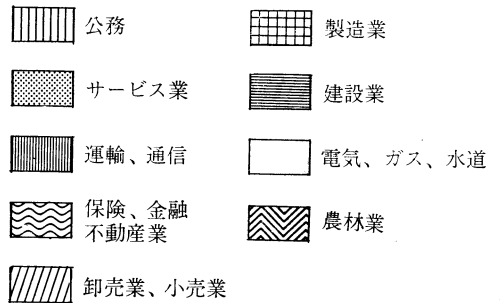 公務
サービス業
運輸、通信
保険、金融
不動産業
卸売業、小売業
製造業
建設業
電気、ガス、水道
農林業